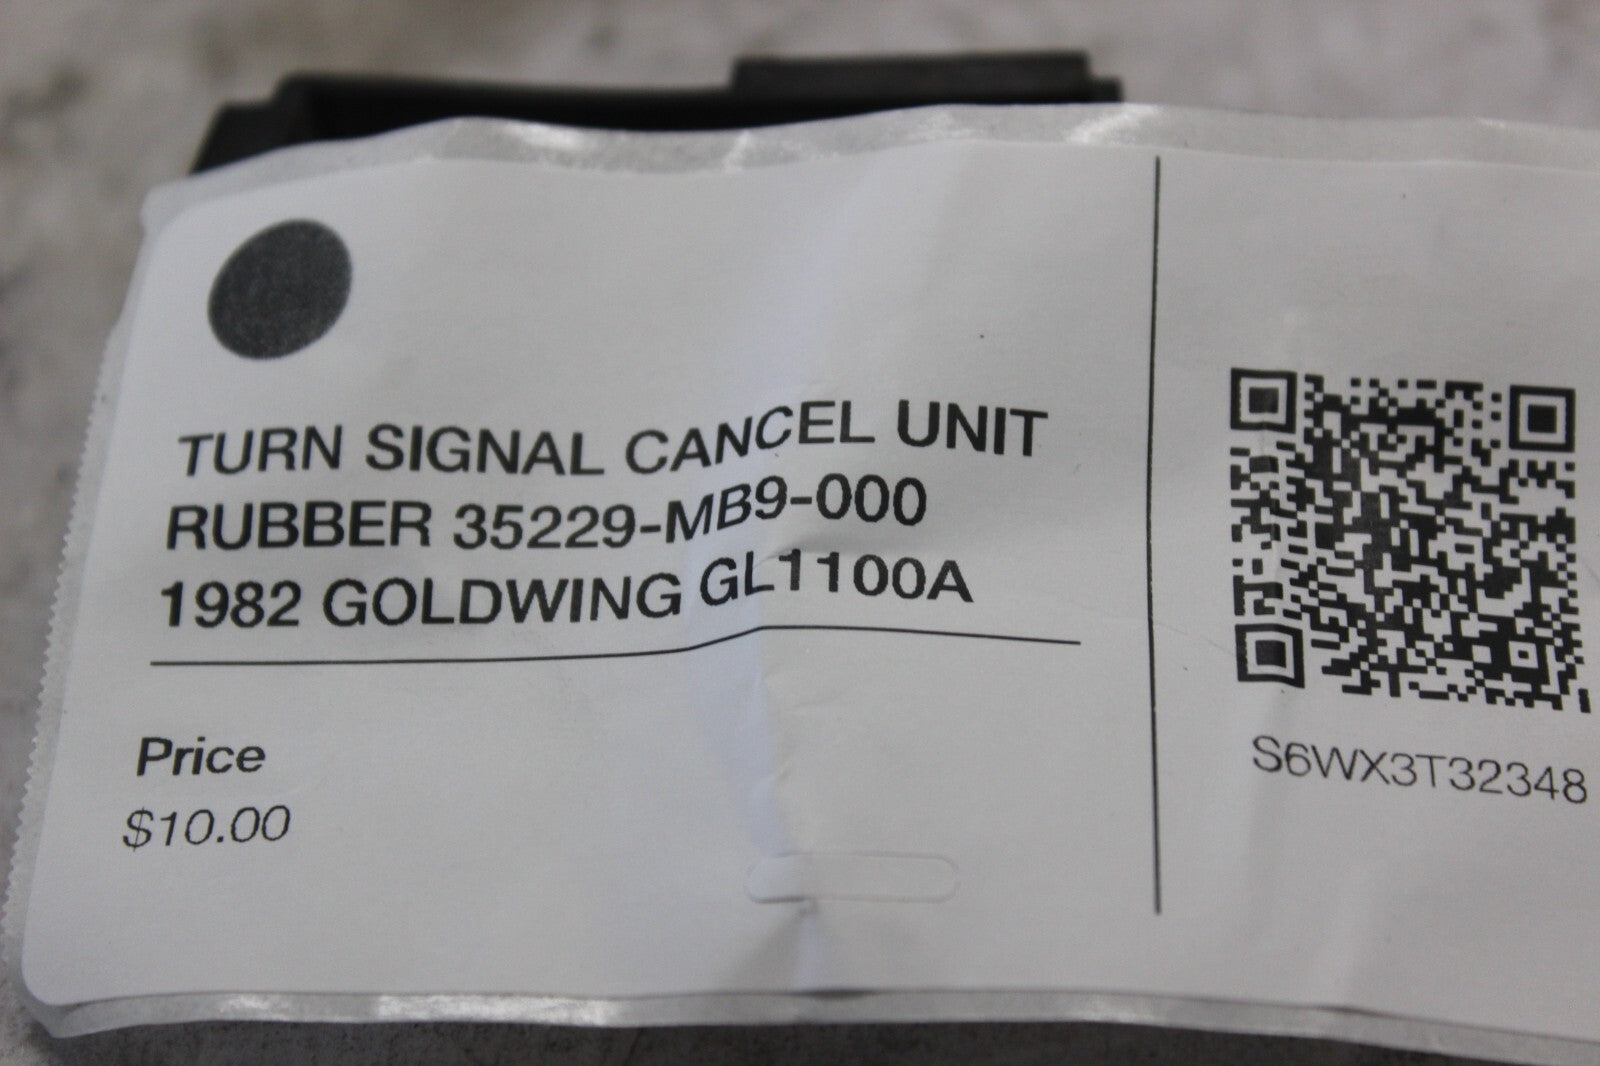 TURN SIGNAL CANCEL UNIT
RUBBER 35229-MB9-000
1982 GOLDWING GL1100A
Price
$10.00
S6WX3T32348